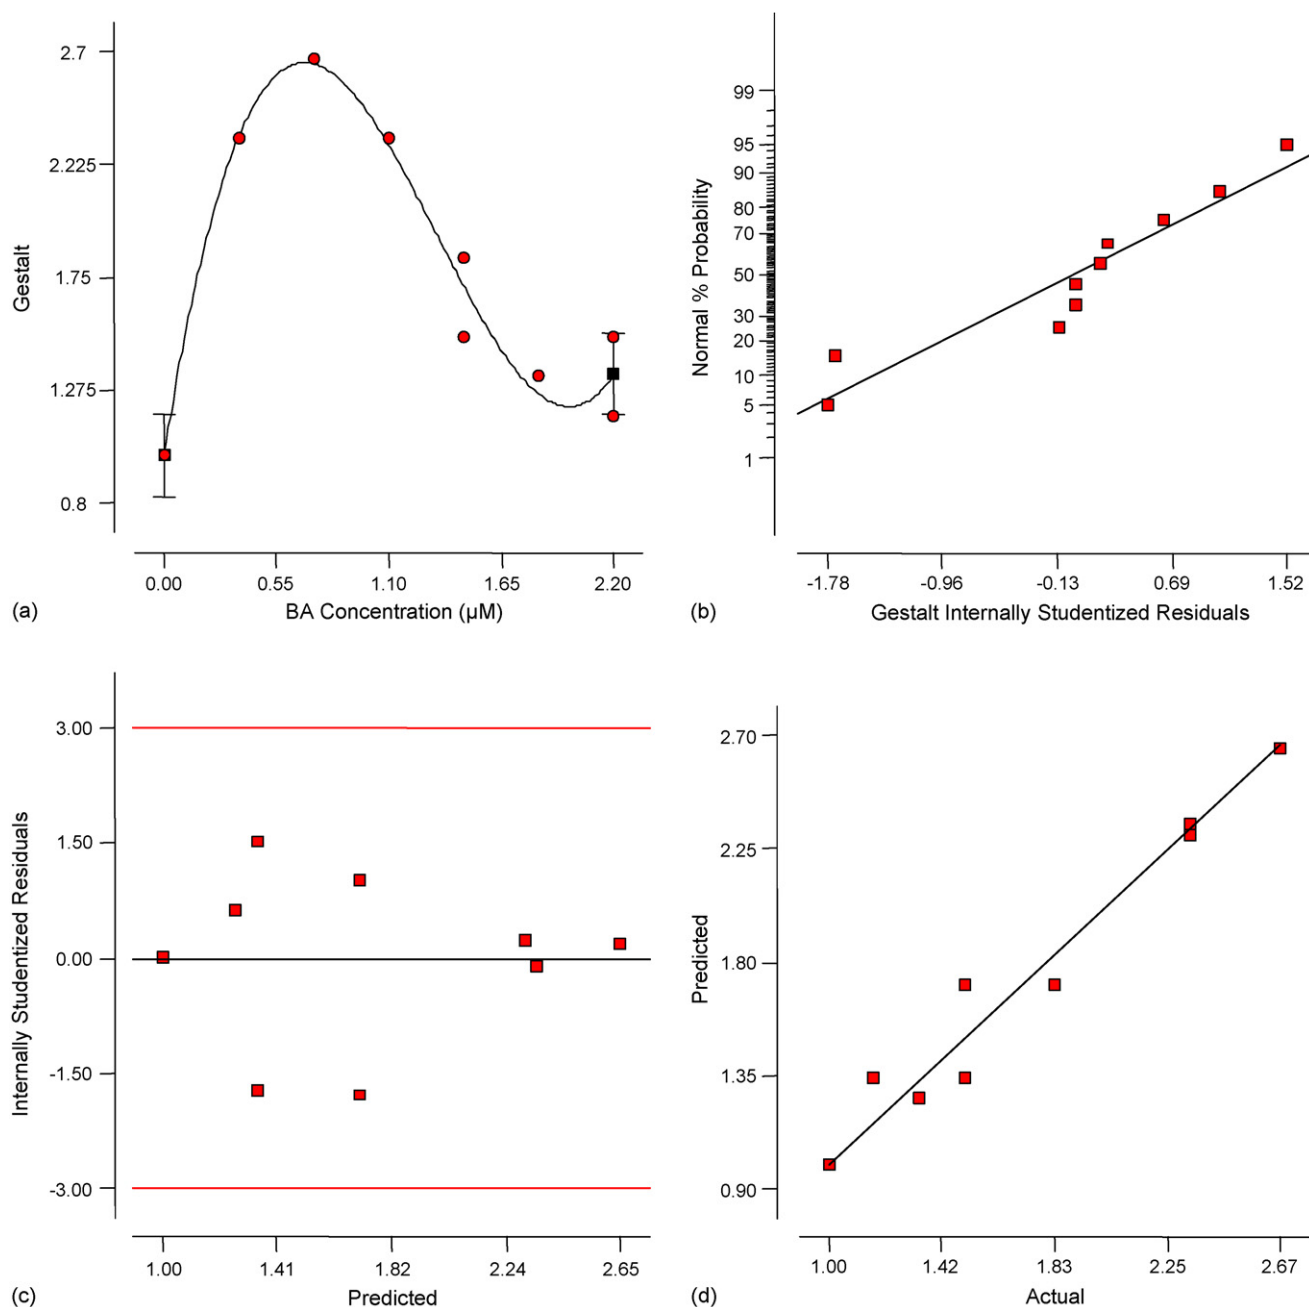 2.7
2.225
1.75
1.275
0.8
Gestalt
0.00 0.55 1.10 1.65 2.20
BA Concentration (µM)
(a)
99
95
90
80
70
50
30
20
10
5
1
Normal % Probability
-1.78 -0.96 -0.13 0.69 1.52
Gestalt Internally Studentized Residuals
(b)
3.00
1.50
0.00
-1.50
-3.00
Internally Studentized Residuals
1.00 1.41 1.82 2.24 2.65
Predicted
(c)
2.70
2.25
1.80
1.35
0.90
Predicted
1.00 1.42 1.83 2.25 2.67
Actual
(d)